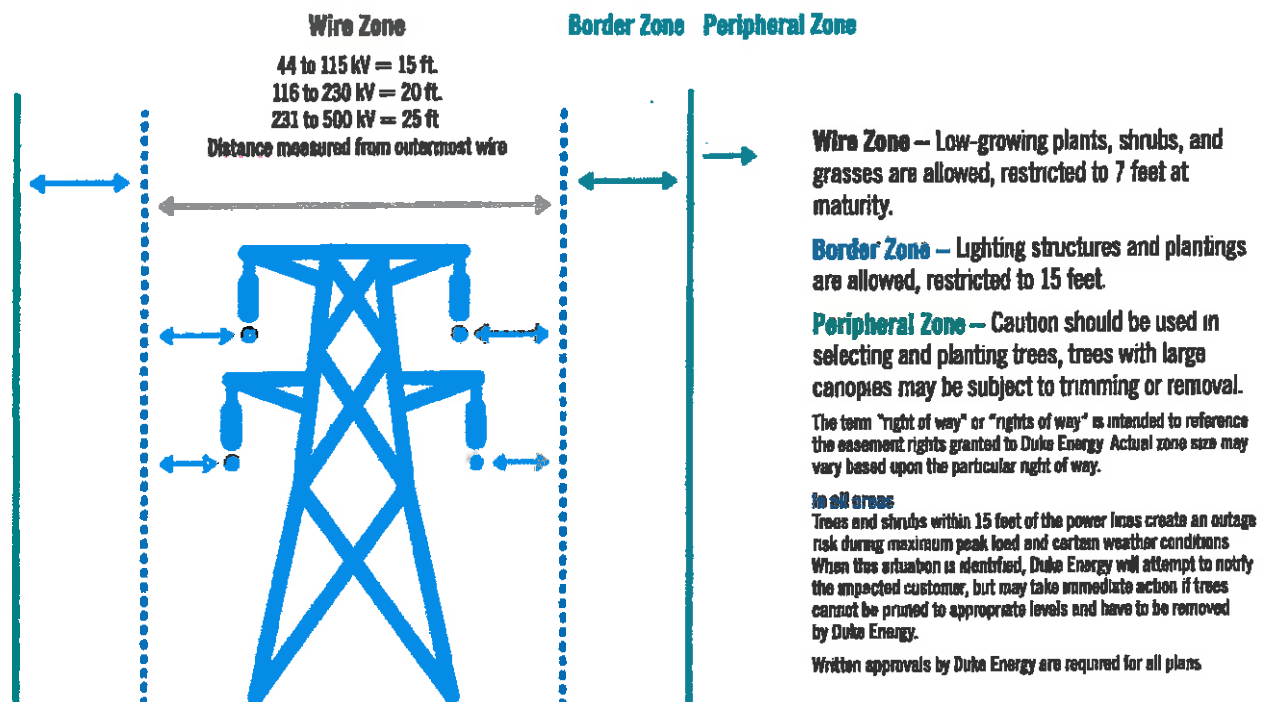 Wire Zone
Border Zone
Peripheral Zone
44 to 115 kV = 15 ft.
116 to 230 kV = 20 ft.
231 to 500 kV = 25 ft
Distance measured from outermost wire
Wire Zone – Low-growing plants, shrubs, and
grasses are allowed, restricted to 7 feet at
maturity.
Border Zone – Lighting structures and plantings
are allowed, restricted to 15 feet.
Peripheral Zone – Caution should be used in
selecting and planting trees, trees with large
canopies may be subject to trimming or removal.
The term "right of way" or "rights of way" is intended to reference
the easement rights granted to Duke Energy Actual zone size may
vary based upon the particular right of way.
In all areas
Trees and shrubs within 15 feet of the power lines create an outage
risk during maximum peak load and certain weather conditions
When this situation is identified, Duke Energy will attempt to notify
the impacted customer, but may take immediate action if trees
cannot be pruned to appropriate levels and have to be removed
by Duke Energy.
Written approvals by Duke Energy are required for all plans